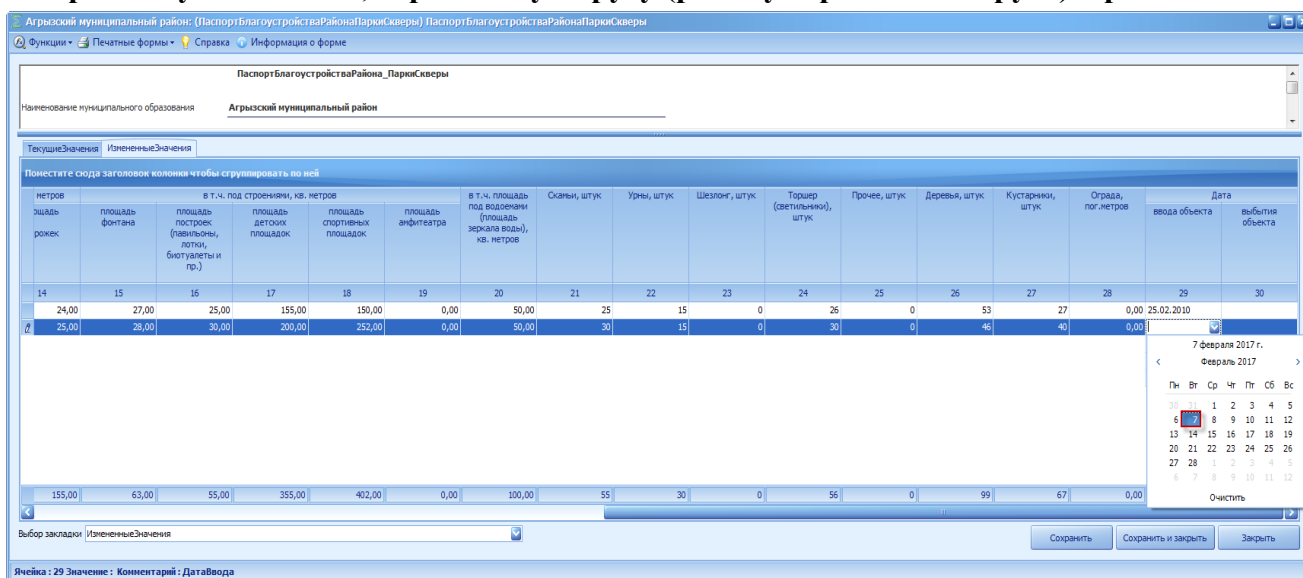 Агрызский муниципальный район: (ПаспортБлагоустройстваРайонаПаркиСкверы) ПаспортБлагоустройстваРайонаПаркиСкверы
Функции Печатные формы Справка Информация о форме
ПаспортБлагоустройстваРайона_ПаркиСкверы
Наименование муниципального образования Агрызский муниципальный район
ТекущиеЗначения ИзмененныеЗначения
Поместите сюда заголовок колонки чтобы сгруппировать по ней
метров в т.ч. под строениями, кв. метров в т.ч. площадь Скамьи, штук Урны, штук Шезлонг, штук Торшер Прочее, штук Деревья, штук Кустарники, Ограда, Дата
ощадь площадь площадь площадь площадь площадь под водоемами (светильники), штук пог.метров ввода объекта выбытия
фонтана построек детских спортивных амфитеатра (площадь штук объекта
рожек (павильоны, площадок площадок зеркала воды),
лотки, кв. метров
биотуалеты и
пр.)
14 15 16 17 18 19 20 21 22 23 24 25 26 27 28 29 30
24,00 27,00 25,00 155,00 150,00 0,00 50,00 25 15 0 26 0 53 27 0,00 25.02.2010
25,00 28,00 30,00 200,00 252,00 0,00 50,00 30 15 0 30 0 46 40 0,00
7 февраля 2017 г.
< Февраль 2017 >
Пн Вт Ср Чт Пт Сб Вс
30 31 1 2 3 4 5
6 7 8 9 10 11 12
13 14 15 16 17 18 19
20 21 22 23 24 25 26
27 28 1 2 3 4 5
6 7 8 9 10 11 12
Очистить
155,00 63,00 55,00 355,00 402,00 0,00 100,00 55 30 0 56 0 99 67 0,00
Выбор закладки ИзмененныеЗначения Сохранить Сохранить и закрыть Закрыть
Ячейка : 29 Значение : Комментарий : ДатаВвода